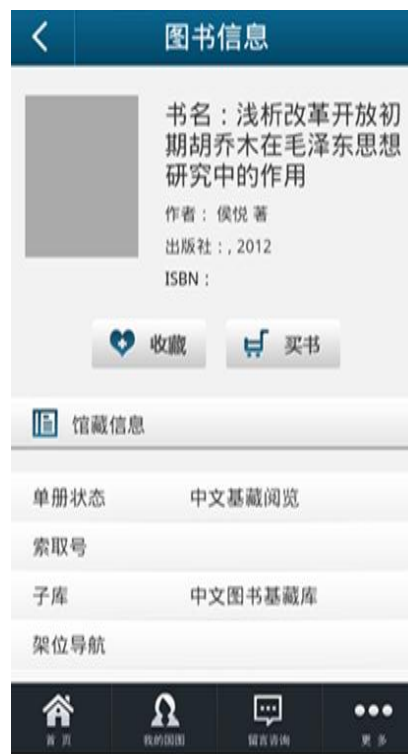 图书信息
书名：浅析改革开放初
期胡乔木在毛泽东思想
研究中的作用
作者： 侯悦 著
出版社：, 2012
ISBN：
收藏
买书
馆藏信息
单册状态 中文基藏阅览
索取号
子库 中文图书基藏库
架位导航
首 页 我的国图 留言咨询 更 多